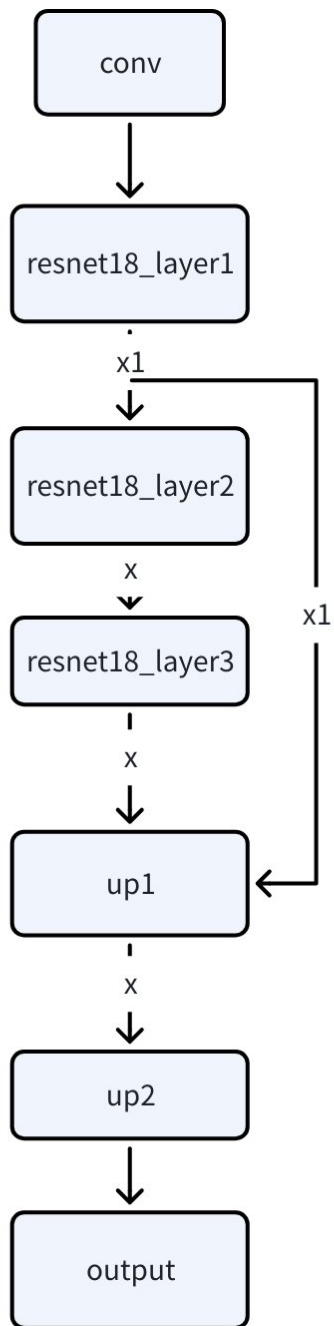 conv
resnet18_layer1
x1
resnet18_layer2
x
x1
resnet18_layer3
x
up1
x
up2
output